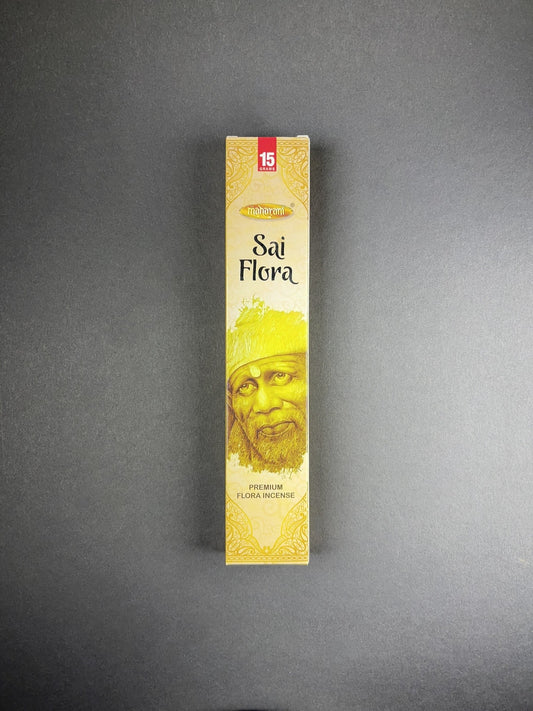 15
GRAMS
maharani ®
Sai
Flora
PREMIUM
FLORA INCENSE